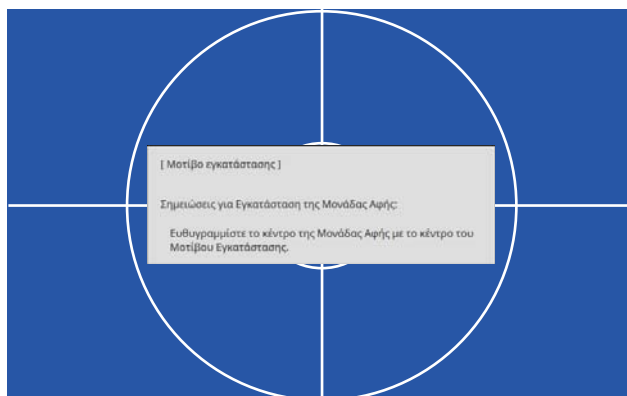 [ Μοτίβο εγκατάστασης ]
Σημειώσεις για Εγκατάσταση της Μονάδας Αφής:
Ευθυγραμμίστε το κέντρο της Μονάδας Αφής με το κέντρο του
Μοτίβου Εγκατάστασης.